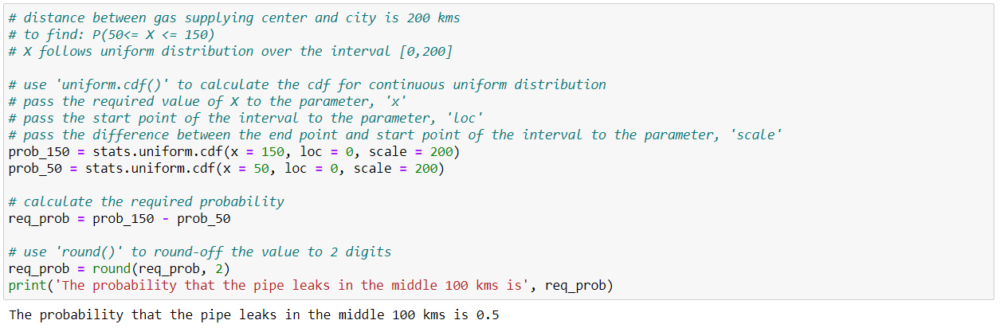 # distance between gas supplying center and city is 200 kms
# to find: P(50<= X <= 150)
# X follows uniform distribution over the interval [0,200]
# use 'uniform.cdf()' to calculate the cdf for continuous uniform distribution
# pass the required value of X to the parameter, 'x'
# pass the start point of the interval to the parameter, 'loc'
# pass the difference between the end point and start point of the interval to the parameter, 'scale'
prob_150 = stats.uniform.cdf(x = 150, loc = 0, scale = 200)
prob_50 = stats.uniform.cdf(x = 50, loc = 0, scale = 200)
# calculate the required probability
req_prob = prob_150 - prob_50
# use 'round()' to round-off the value to 2 digits
req_prob = round(req_prob, 2)
print('The probability that the pipe leaks in the middle 100 kms is', req_prob)
The probability that the pipe leaks in the middle 100 kms is 0.5